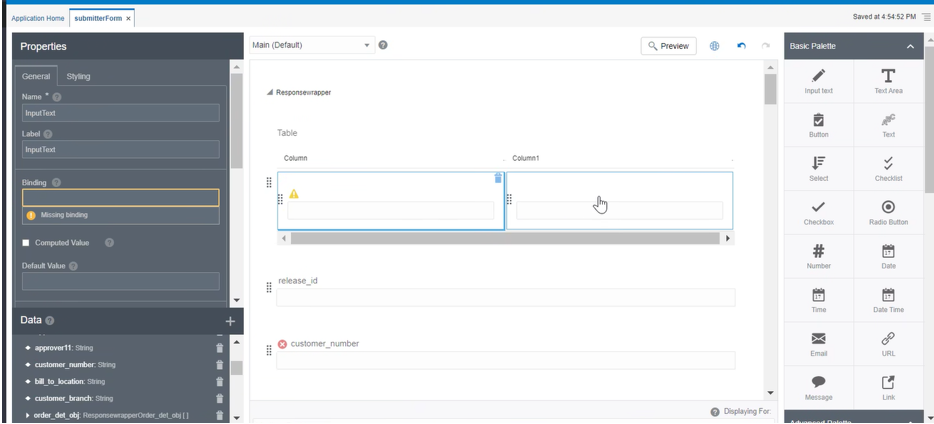 Application Home
submitterForm ×
Saved at 4:54:52 PM
Properties
General
Styling
Name *
InputText
Label
InputText
Binding
Missing binding
Computed Value
Default Value
Data
approver11: String
customer_number: String
bill_to_location: String
customer_branch: String
order_det_obj: ResponsewrapperOrder_det_obj [ ]
Main (Default)
Preview
Responsewrapper
Table
Column
Column1
release_id
customer_number
Displaying For:
Basic Palette
Input text
Text Area
Button
Text
Select
Checklist
Checkbox
Radio Button
Number
Date
Time
Date Time
Email
URL
Message
Link
Advanced Palette